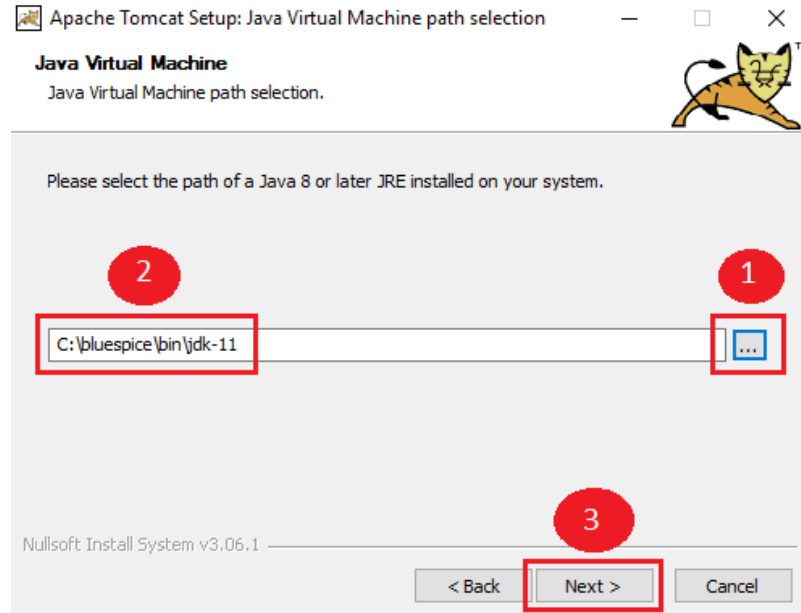 Apache Tomcat Setup: Java Virtual Machine path selection
TM
Java Virtual Machine
Java Virtual Machine path selection.
Please select the path of a Java 8 or later JRE installed on your system.
2
1
C:\bluespice\bin\jdk-11
...
3
Nullsoft Install System v3.06.1
< Back
Next >
Cancel